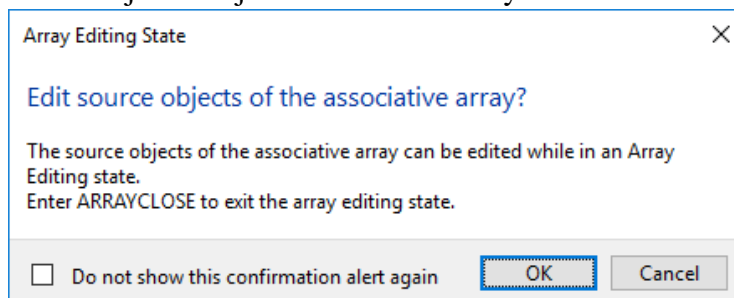 Array Editing State
Edit source objects of the associative array?
The source objects of the associative array can be edited while in an Array
Editing state.
Enter ARRAYCLOSE to exit the array editing state.
Do not show this confirmation alert again
OK
Cancel